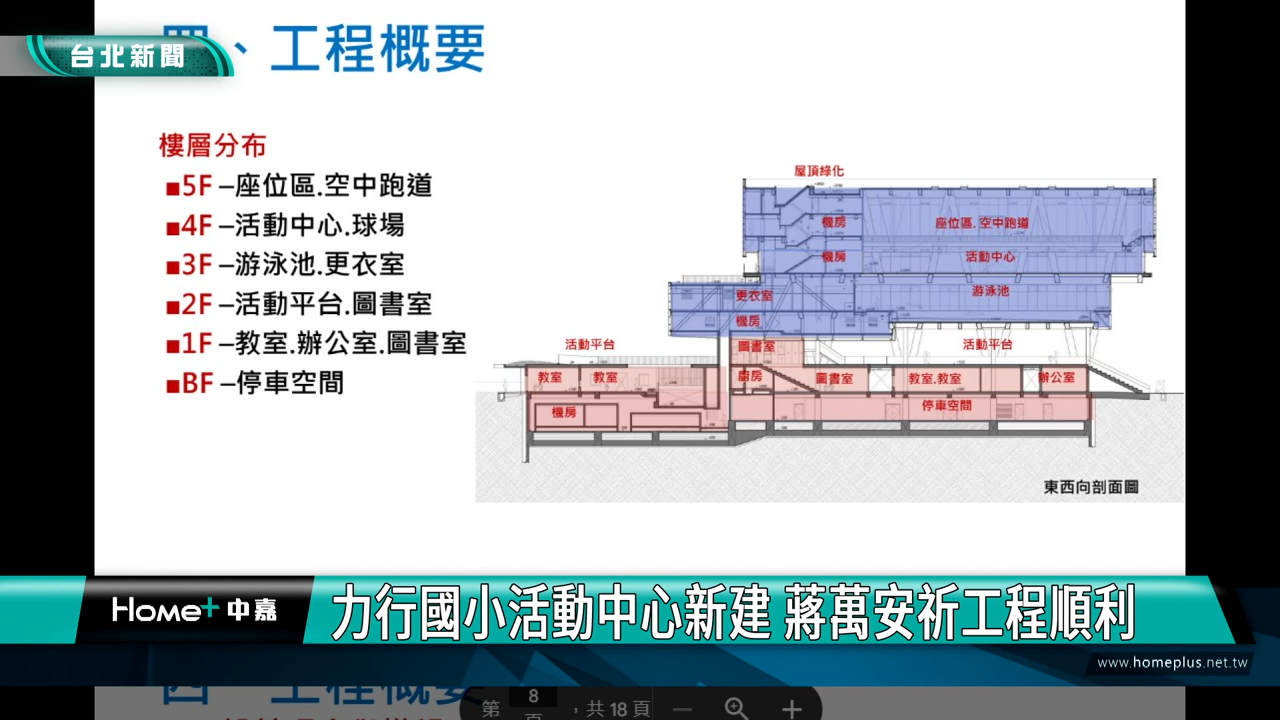 台北新聞
四、工程概要
樓層分布
■5F –座位區.空中跑道
■4F –活動中心.球場
■3F –游泳池.更衣室
■2F –活動平台.圖書室
■1F –教室.辦公室.圖書室
■BF –停車空間
屋頂綠化
機房
座位區.空中跑道
機房
活動中心
更衣室
游泳池
機房
活動平台
圖書室
活動平台
教室
教室
廚房
圖書室
教室.教室
辦公室
機房
停車空間
東西向剖面圖
Home+中嘉
力行國小活動中心新建 蔣萬安祈工程順利
www.homeplus.net.tw
四、工程概要
第 8 頁，共 18 頁